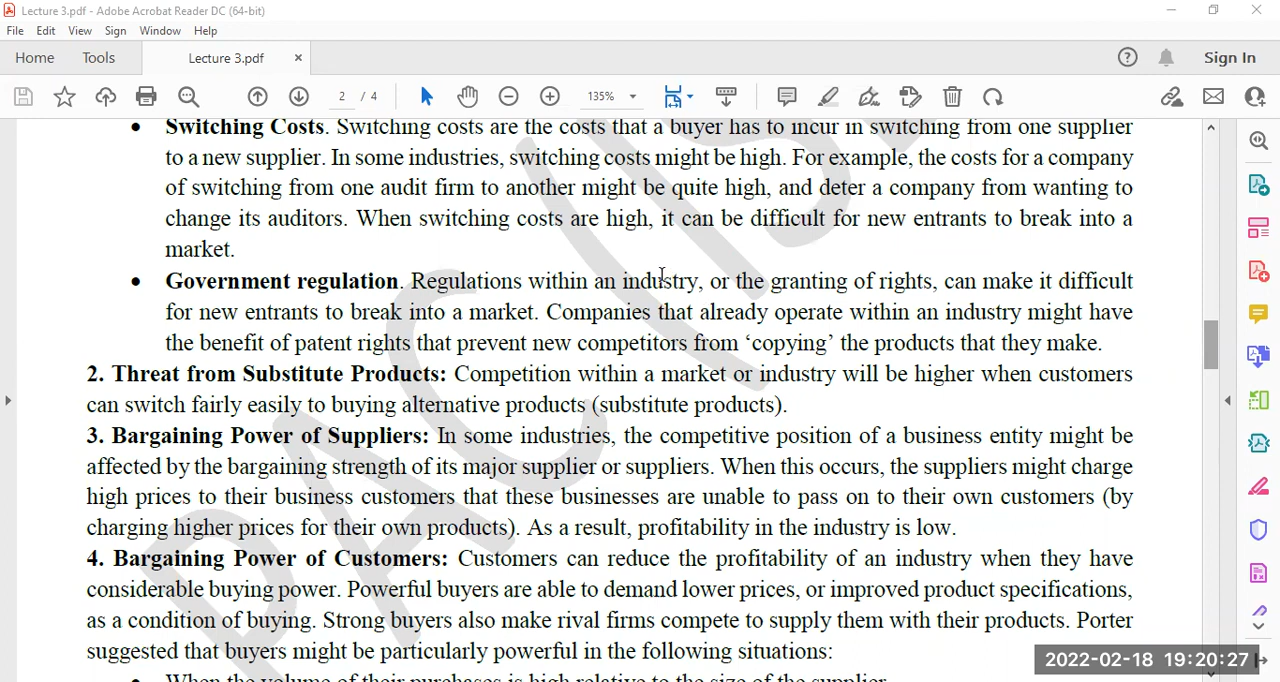 Lecture 3.pdf - Adobe Acrobat Reader DC (64-bit)
File Edit View Sign Window Help
Home Tools Lecture 3.pdf × Sign In
2 / 4 135%
• Switching Costs. Switching costs are the costs that a buyer has to incur in switching from one supplier
to a new supplier. In some industries, switching costs might be high. For example, the costs for a company
of switching from one audit firm to another might be quite high, and deter a company from wanting to
change its auditors. When switching costs are high, it can be difficult for new entrants to break into a
market.
• Government regulation. Regulations within an industry, or the granting of rights, can make it difficult
for new entrants to break into a market. Companies that already operate within an industry might have
the benefit of patent rights that prevent new competitors from ‘copying’ the products that they make.
2. Threat from Substitute Products: Competition within a market or industry will be higher when customers
can switch fairly easily to buying alternative products (substitute products).
3. Bargaining Power of Suppliers: In some industries, the competitive position of a business entity might be
affected by the bargaining strength of its major supplier or suppliers. When this occurs, the suppliers might charge
high prices to their business customers that these businesses are unable to pass on to their own customers (by
charging higher prices for their own products). As a result, profitability in the industry is low.
4. Bargaining Power of Customers: Customers can reduce the profitability of an industry when they have
considerable buying power. Powerful buyers are able to demand lower prices, or improved product specifications,
as a condition of buying. Strong buyers also make rival firms compete to supply them with their products. Porter
suggested that buyers might be particularly powerful in the following situations:
• When the volume of their purchases is high relative to the size of the supplier
2022-02-18 19:20:27